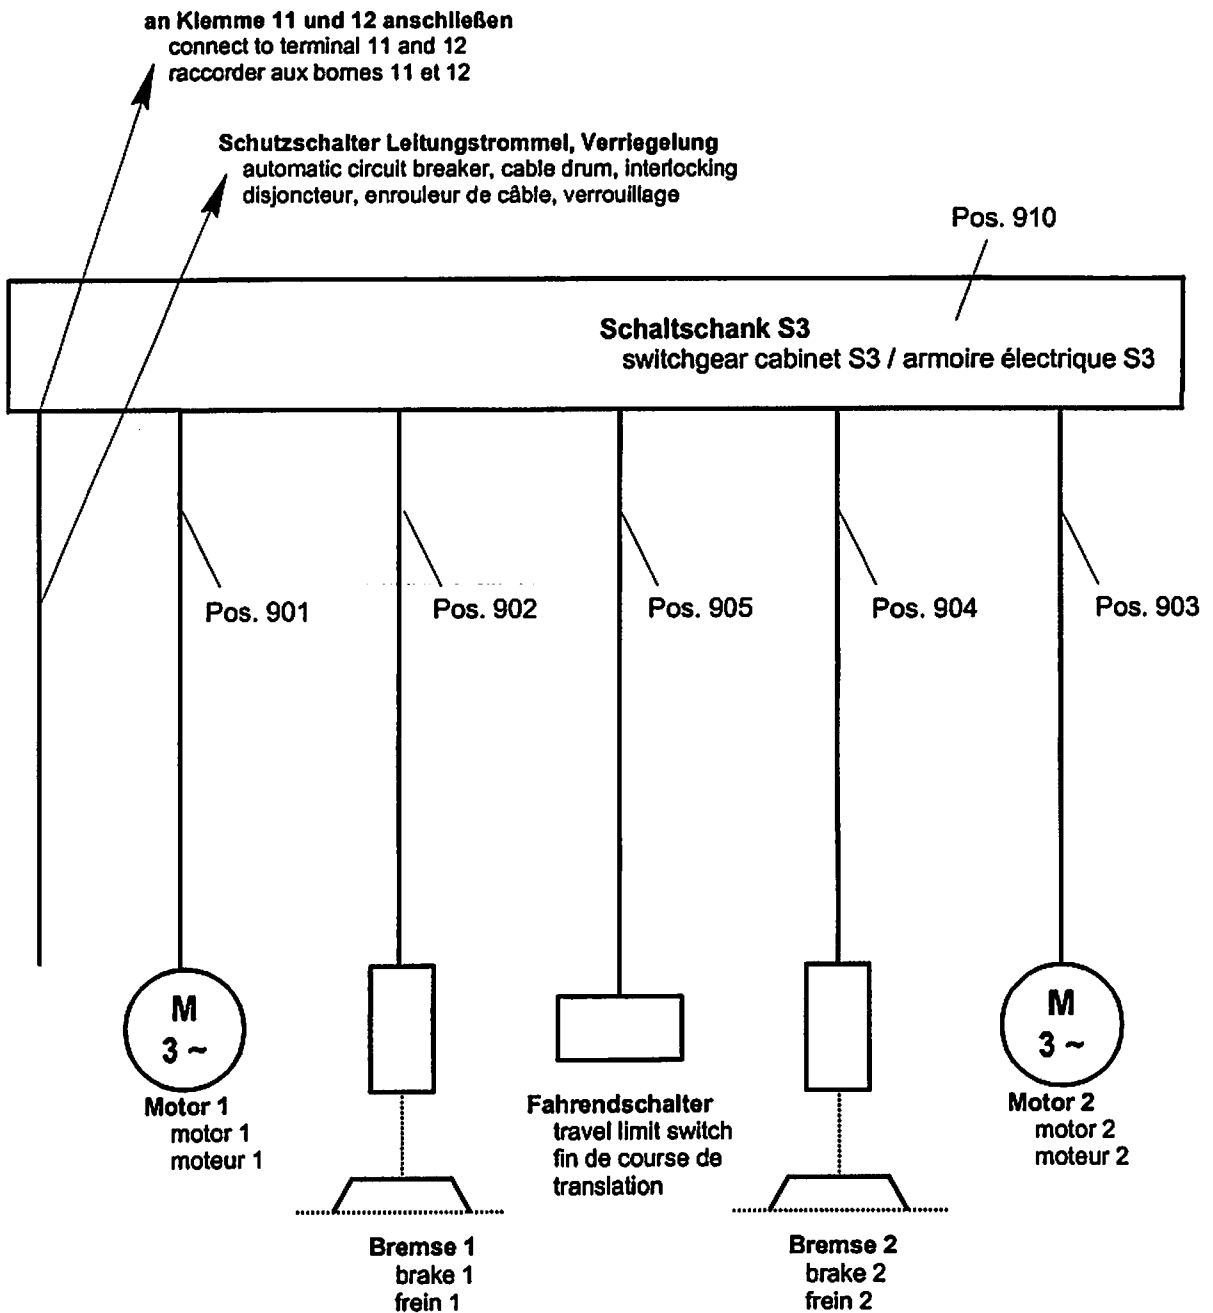 an Klemme 11 und 12 anschließen
connect to terminal 11 and 12
raccorder aux bornes 11 et 12
Schutzschalter Leitungstrommel, Verriegelung
automatic circuit breaker, cable drum, interlocking
disjoncteur, enrouleur de câble, verrouillage
Pos. 910
Schaltschank S3
switchgear cabinet S3 / armoire électrique S3
Pos. 901
Pos. 902
Pos. 905
Pos. 904
Pos. 903
M
3 ~
Motor 1
motor 1
moteur 1
Bremse 1
brake 1
frein 1
Fahrendschalter
travel limit switch
fin de course de
translation
Bremse 2
brake 2
frein 2
M
3 ~
Motor 2
motor 2
moteur 2